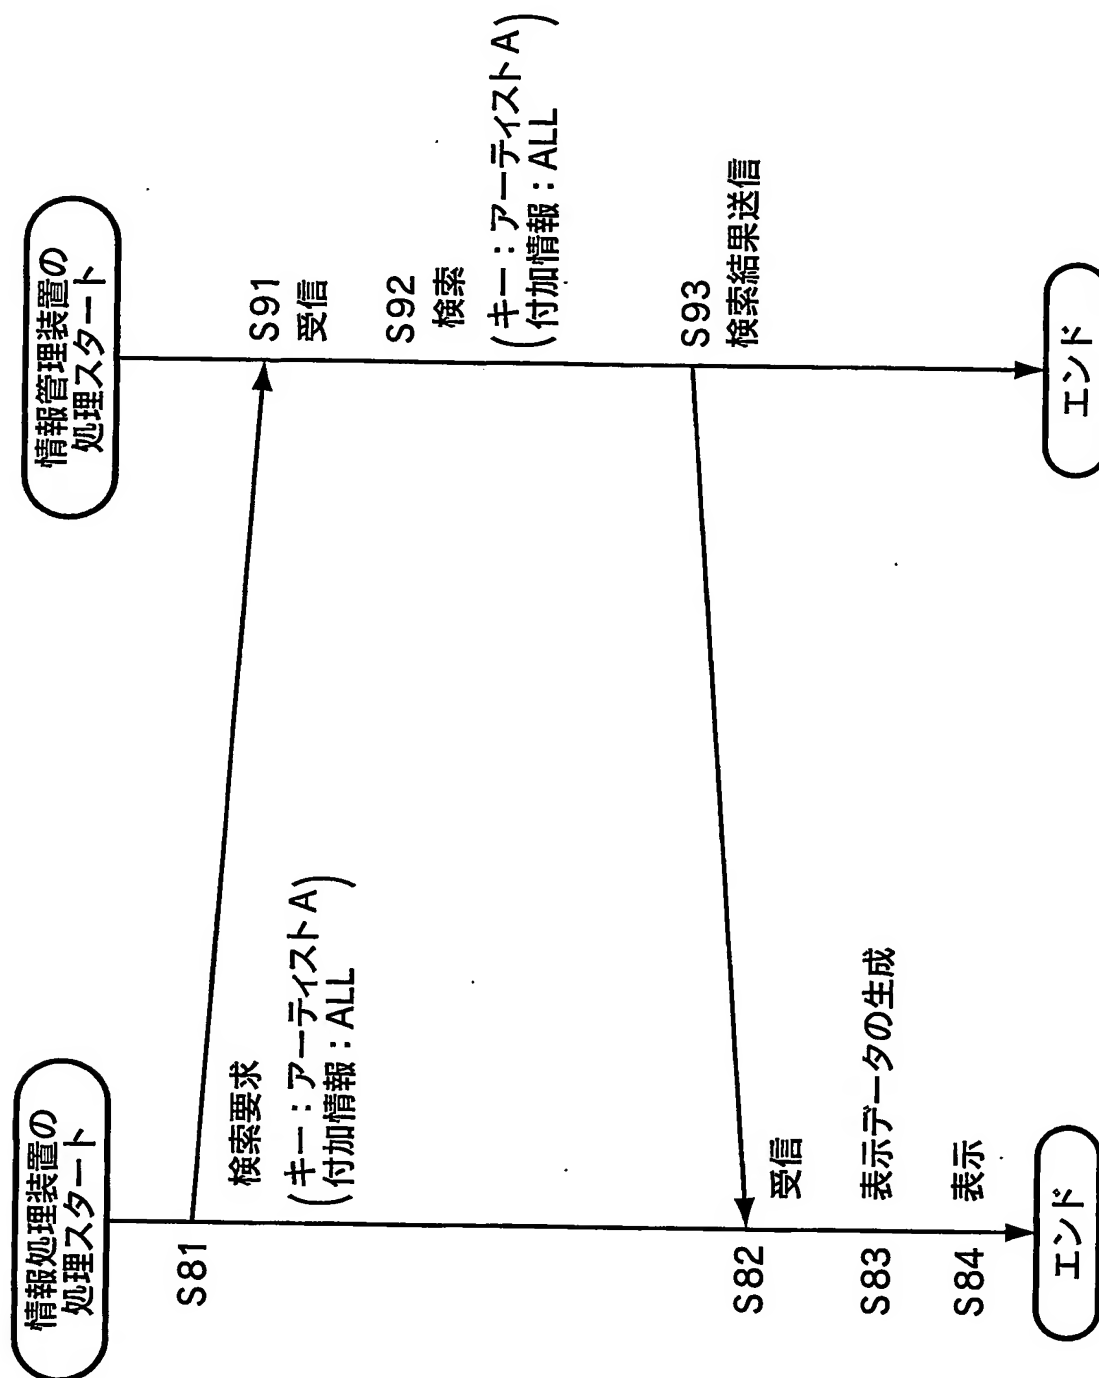 情報処理装置の
処理スタート
S81
検索要求
(キー:アーティストA
付加情報:ALL)
S82
受信
S83
表示データの生成
S84
表示
エンド
情報管理装置の
処理スタート
S91
受信
S92
検索
(キー:アーティストA
付加情報:ALL)
S93
検索結果送信
エンド